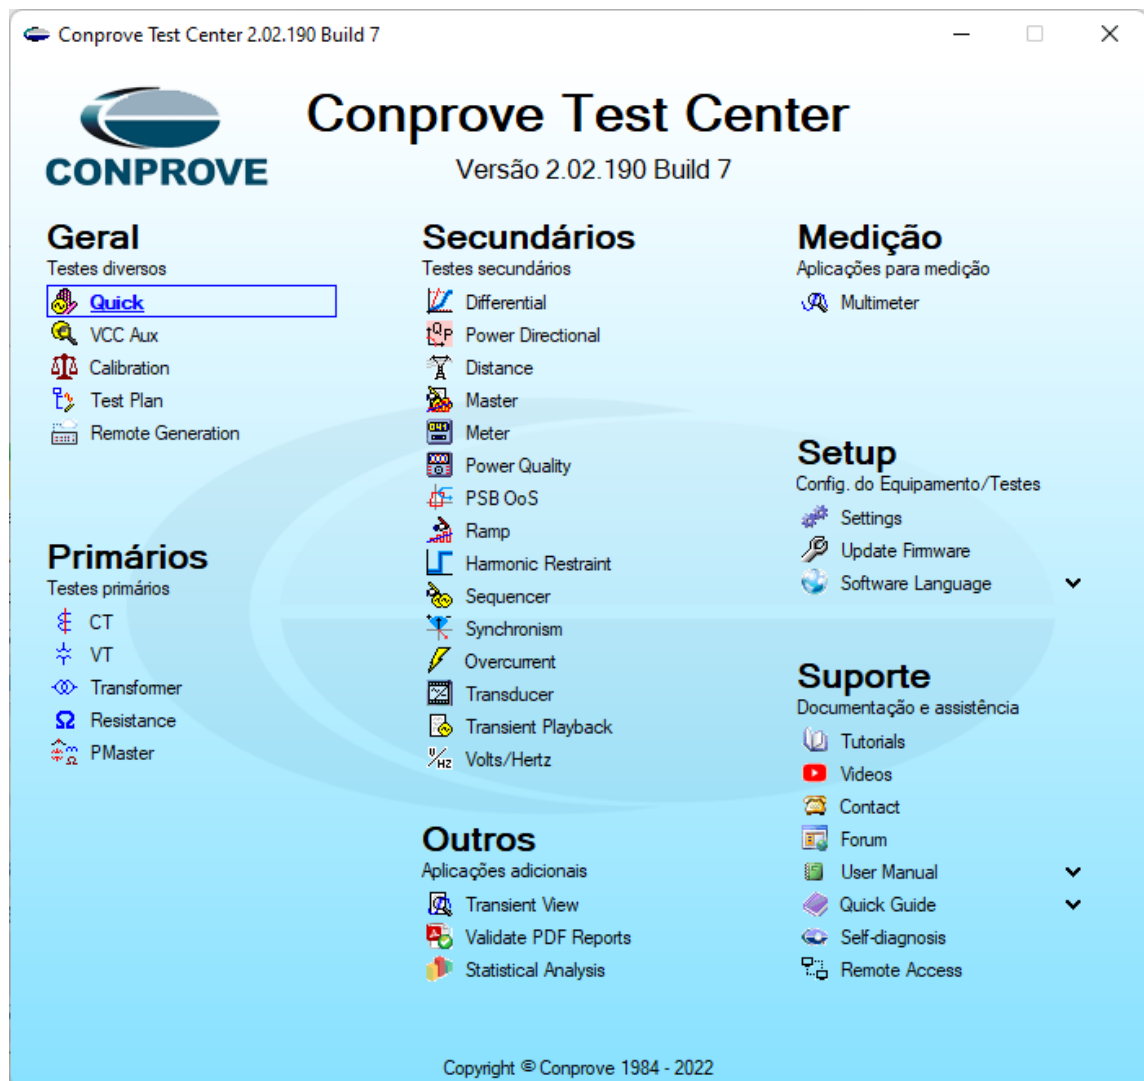 Conprove Test Center 2.02.190 Build 7
CONPROVE
Conprove Test Center
Versão 2.02.190 Build 7
Geral
Testes diversos
Quick
VCC Aux
Calibration
Test Plan
Remote Generation
Primários
Testes primários
CT
VT
Transformer
Resistance
PMaster
Secundários
Testes secundários
Differential
Power Directional
Distance
Master
Meter
Power Quality
PSB OoS
Ramp
Harmonic Restraint
Sequencer
Synchronism
Overcurrent
Transducer
Transient Playback
Volts/Hertz
Outros
Aplicações adicionais
Transient View
Validate PDF Reports
Statistical Analysis
Medição
Aplicações para medição
Multimeter
Setup
Config. do Equipamento/Testes
Settings
Update Firmware
Software Language
Suporte
Documentação e assistência
Tutorials
Videos
Contact
Forum
User Manual
Quick Guide
Self-diagnosis
Remote Access
Copyright © Conprove 1984 - 2022